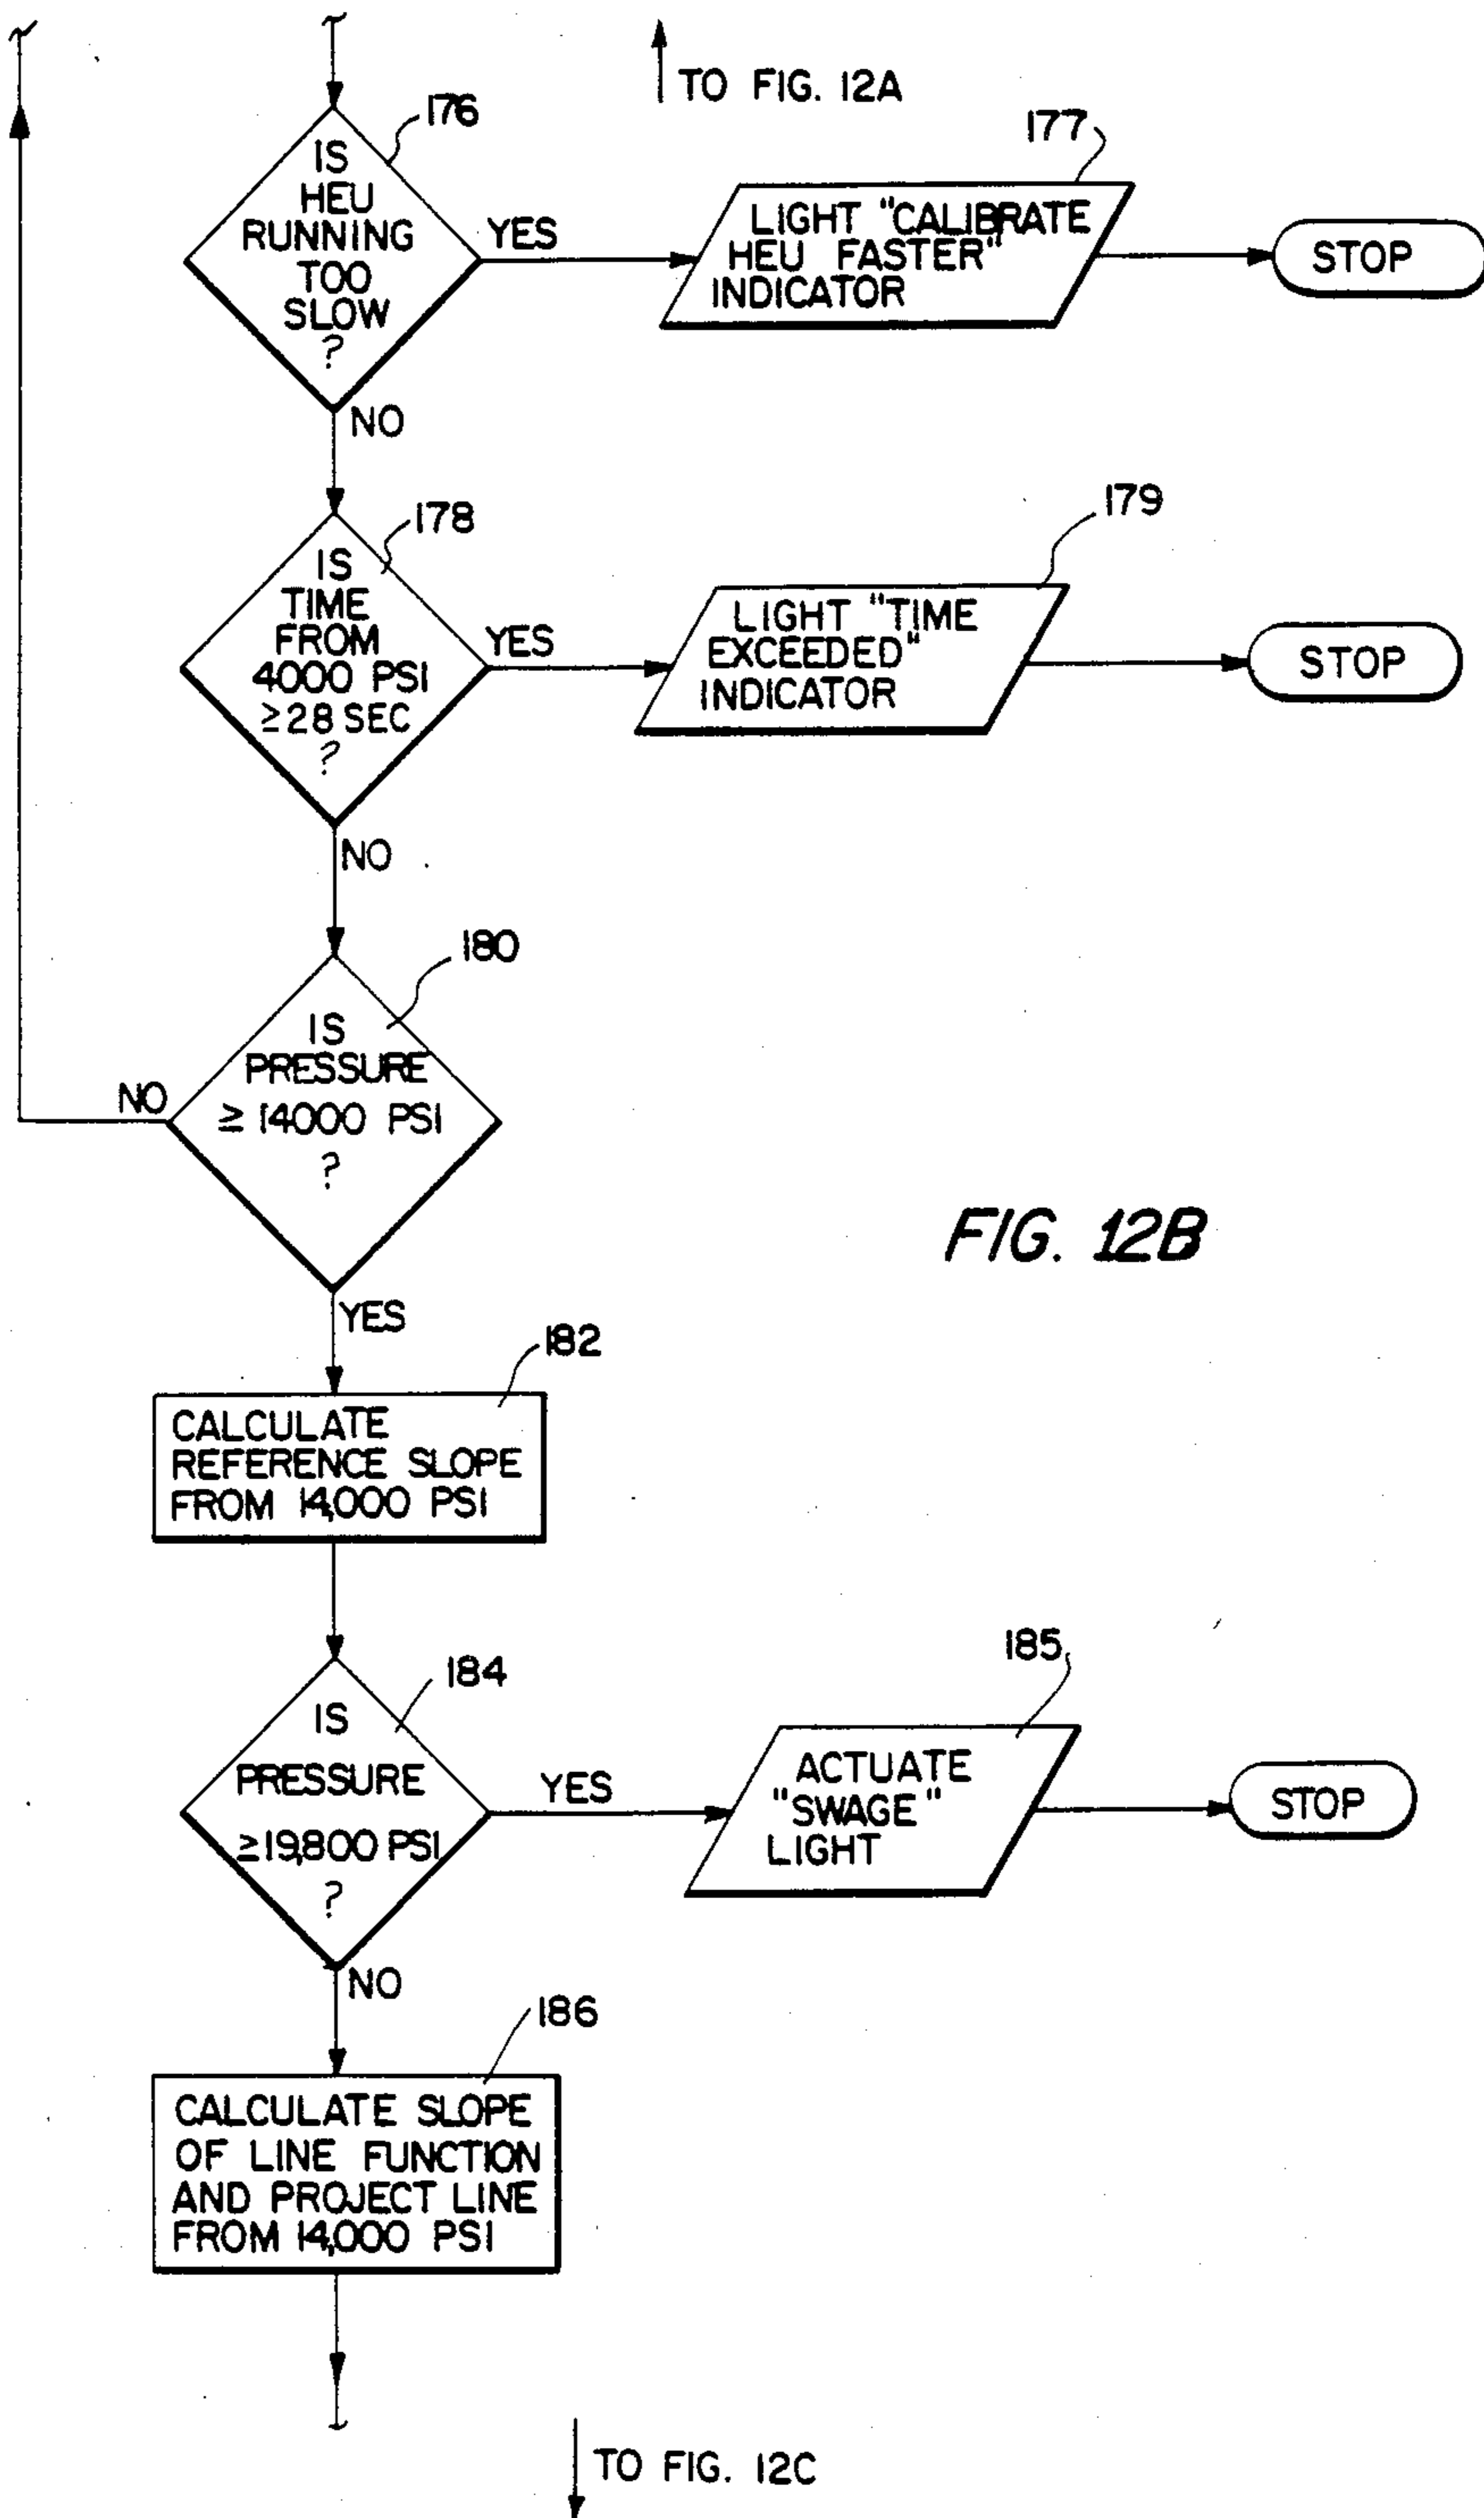 TO FIG. 12A
176
IS
HEU
RUNNING
TOO
SLOW
?
YES
177
LIGHT "CALIBRATE
HEU FASTER"
INDICATOR
STOP
NO
178
IS
TIME
FROM
4000 PSI
≥28 SEC
?
YES
179
LIGHT "TIME
EXCEEDED"
INDICATOR
STOP
NO
180
IS
PRESSURE
≥ 14000 PSI
?
NO
FIG. 12B
YES
182
CALCULATE
REFERENCE SLOPE
FROM 14,000 PSI
184
IS
PRESSURE
≥19,800 PSI
?
YES
185
ACTUATE
"SWAGE"
LIGHT
STOP
NO
186
CALCULATE SLOPE
OF LINE FUNCTION
AND PROJECT LINE
FROM 14,000 PSI
TO FIG. 12C